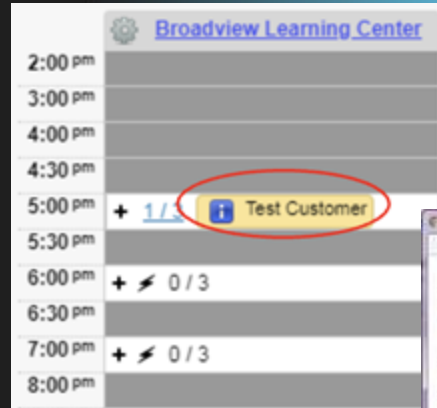 Broadview Learning Center
2:00 pm
3:00 pm
4:00 pm
4:30 pm
5:00 pm + 1 / 3 i Test Customer
5:30 pm
6:00 pm + 0 / 3
6:30 pm
7:00 pm + 0 / 3
8:00 pm